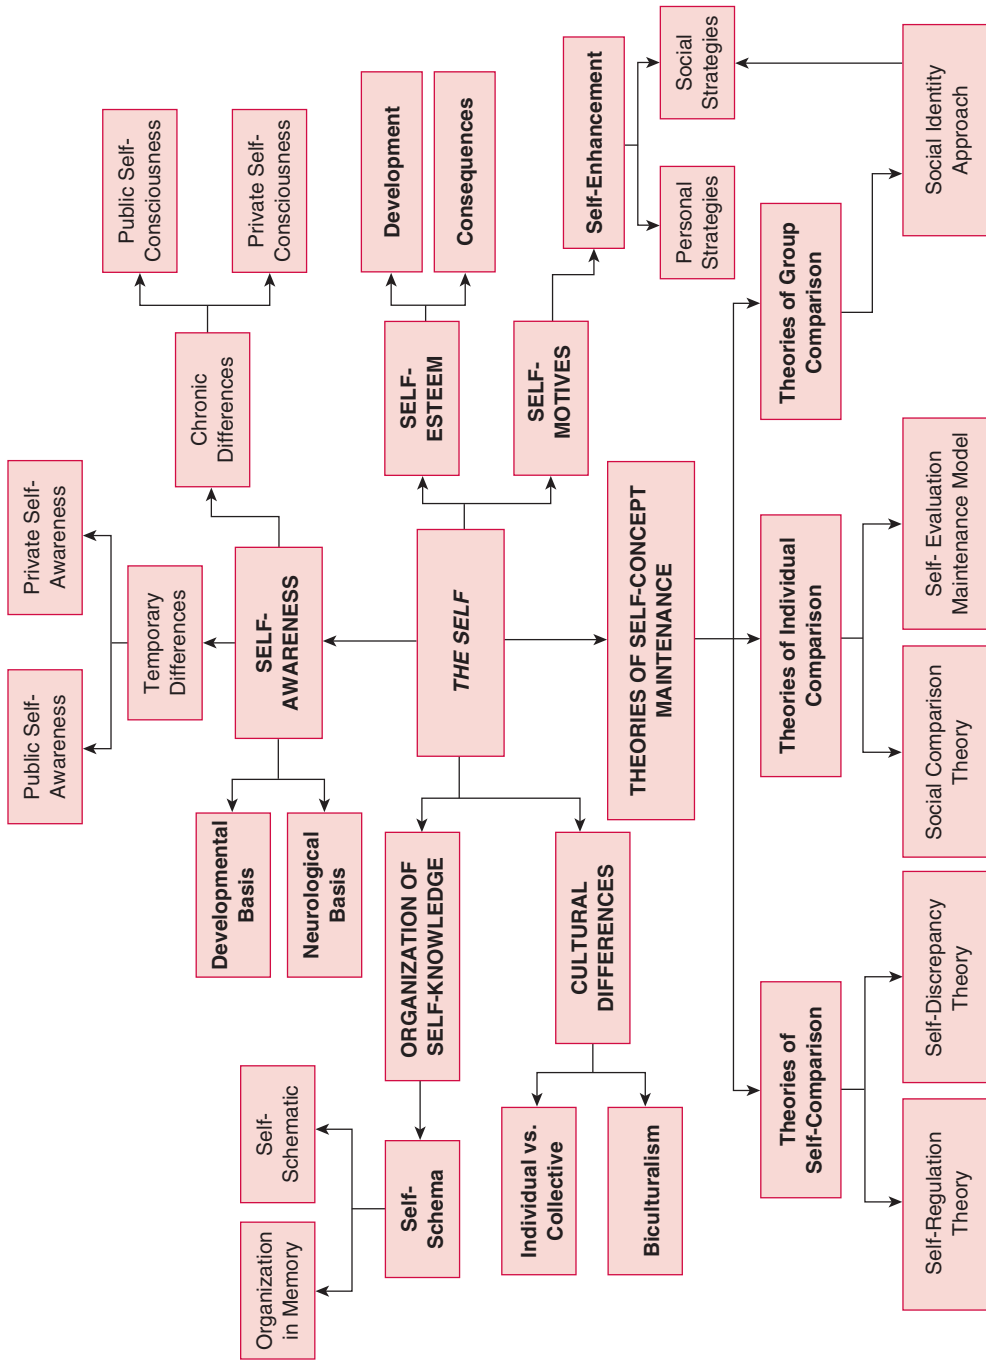 Public Self-
Awareness
Private Self-
Awareness
Temporary
Differences
Chronic
Differences
Public Self-
Consciousness
Private Self-
Consciousness
Developmental
Basis
Neurological
Basis
SELF-
AWARENESS
Organization
in Memory
Self-
Schematic
Self-
Schema
ORGANIZATION OF
SELF-KNOWLEDGE
THE SELF
SELF-
ESTEEM
Development
Consequences
Individual vs.
Collective
Biculturalism
CULTURAL
DIFFERENCES
SELF-
MOTIVES
Self-Enhancement
Personal
Strategies
Social
Strategies
THEORIES OF SELF-CONCEPT
MAINTENANCE
Theories of
Self-Comparison
Theories of Individual
Comparison
Theories of Group
Comparison
Self-Regulation
Theory
Self-Discrepancy
Theory
Social Comparison
Theory
Self- Evaluation
Maintenance Model
Social Identity
Approach